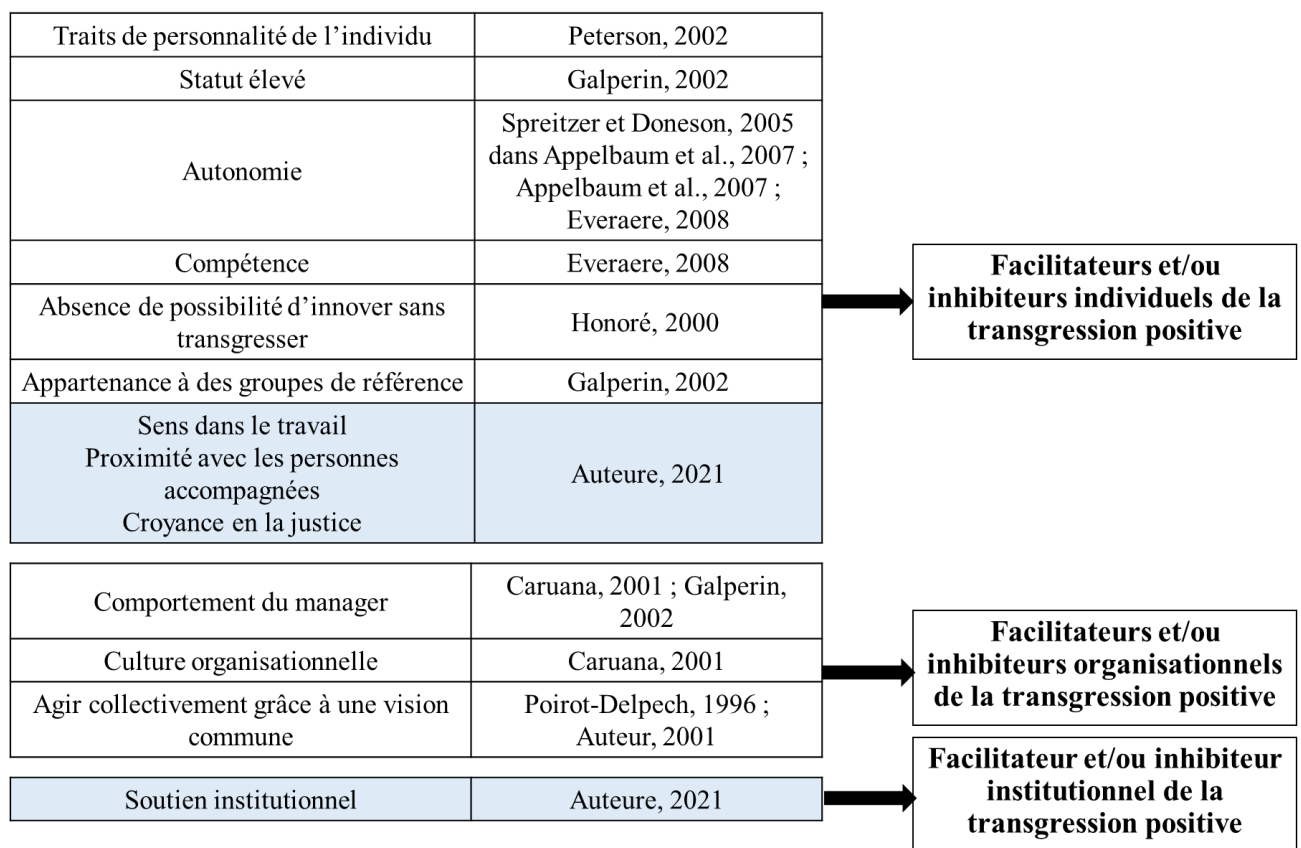 Traits de personnalité de l’individu
Peterson, 2002
Statut élevé
Galperin, 2002
Autonomie
Spreitzer et Doneson, 2005
dans Appelbaum et al., 2007 ;
Appelbaum et al., 2007 ;
Everaere, 2008
Compétence
Everaere, 2008
Absence de possibilité d’innover sans
transgresser
Honoré, 2000
Appartenance à des groupes de référence
Galperin, 2002
Sens dans le travail
Proximité avec les personnes
accompagnées
Croyance en la justice
Auteure, 2021
Facilitateurs et/ou
inhibiteurs individuels de la
transgression positive
Comportement du manager
Caruana, 2001 ; Galperin,
2002
Culture organisationnelle
Caruana, 2001
Agir collectivement grâce à une vision
commune
Poirot-Delpech, 1996 ;
Auteur, 2001
Facilitateurs et/ou
inhibiteurs organisationnels
de la transgression positive
Soutien institutionnel
Auteure, 2021
Facilitateur et/ou inhibiteur
institutionnel de la
transgression positive